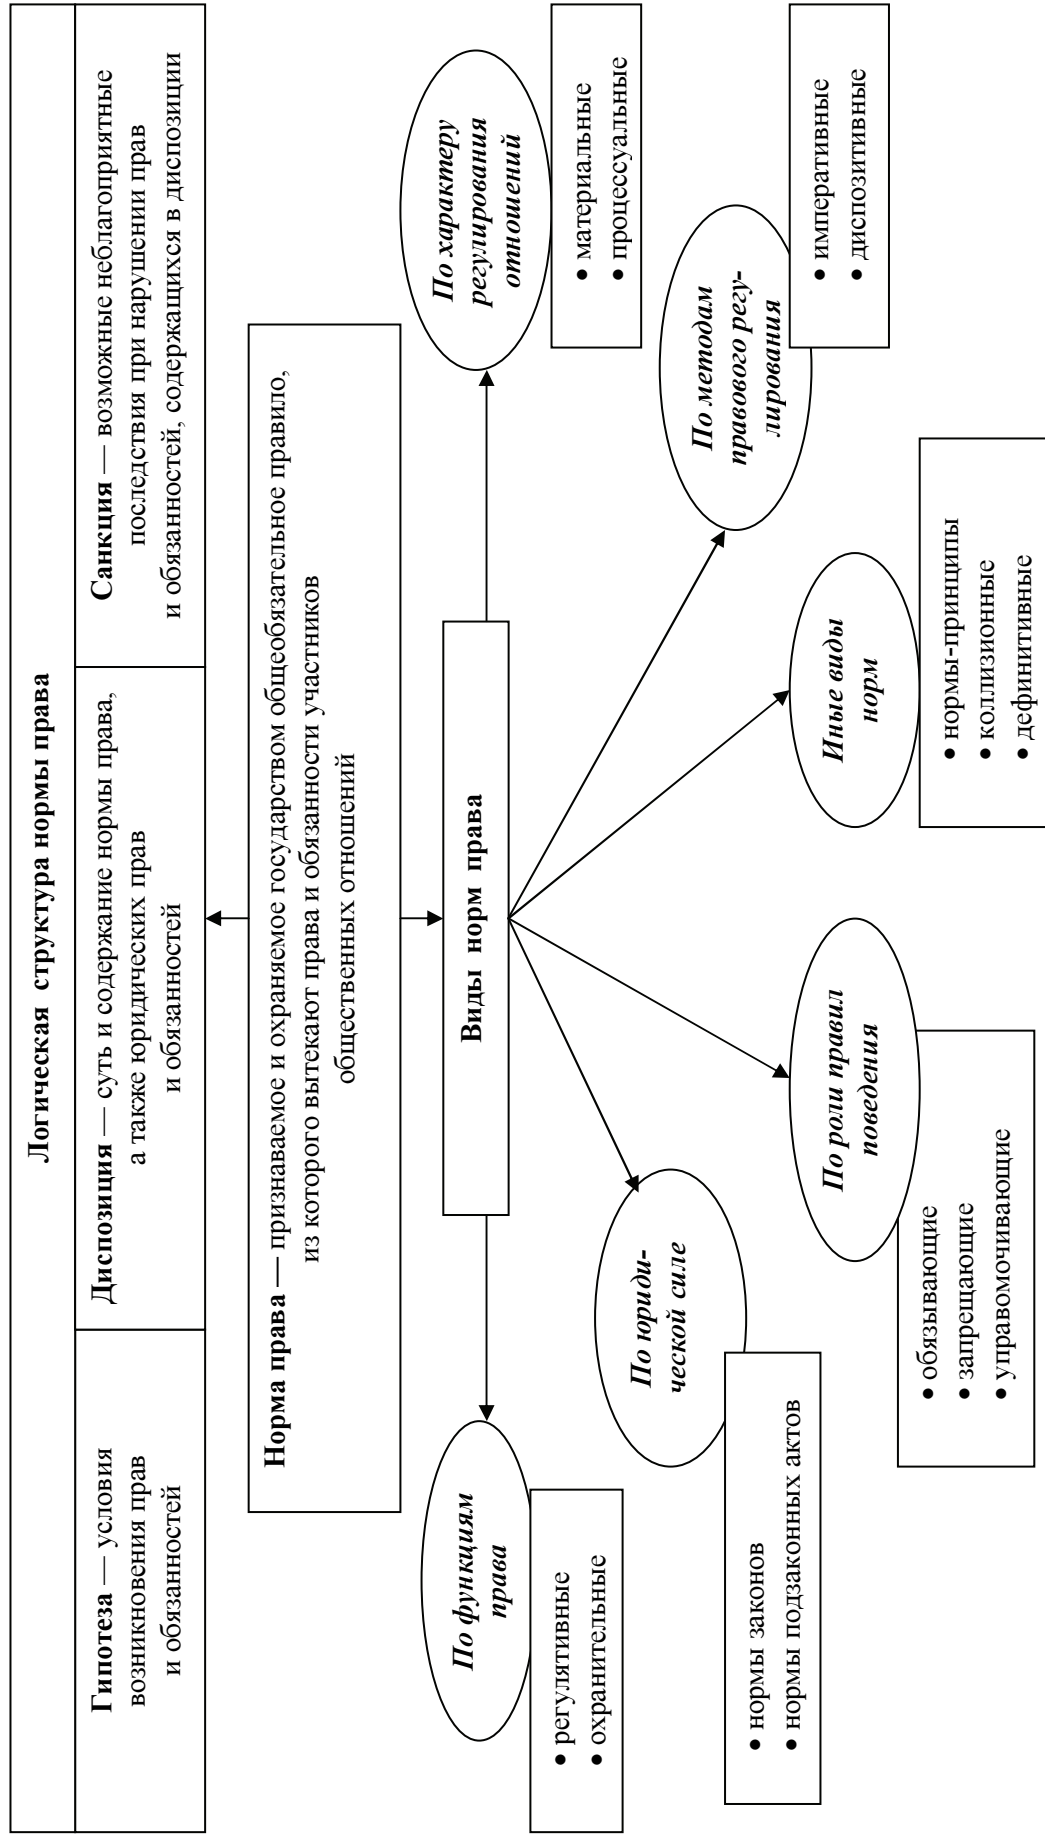 Логическая структура нормы права
Гипотеза — условия
возникновения прав
и обязанностей
Диспозиция — суть и содержание нормы права,
а также юридических прав
и обязанностей
Санкция — возможные неблагоприятные
последствия при нарушении прав
и обязанностей, содержащихся в диспозиции
Норма права — признаваемое и охраняемое государством общеобязательное правило,
из которого вытекают права и обязанности участников
общественных отношений
Виды норм права
По функциям
права
• регулятивные
• охранительные
По юриди-
ческой силе
• нормы законов
• нормы подзаконных актов
По роли правил
поведения
• обязывающие
• запрещающие
• управомочивающие
Иные виды
норм
• нормы-принципы
• коллизионные
• дефинитивные
По методам
правового регу-
лирования
• императивные
• диспозитивные
По характеру
регулирования
отношений
• материальные
• процессуальные